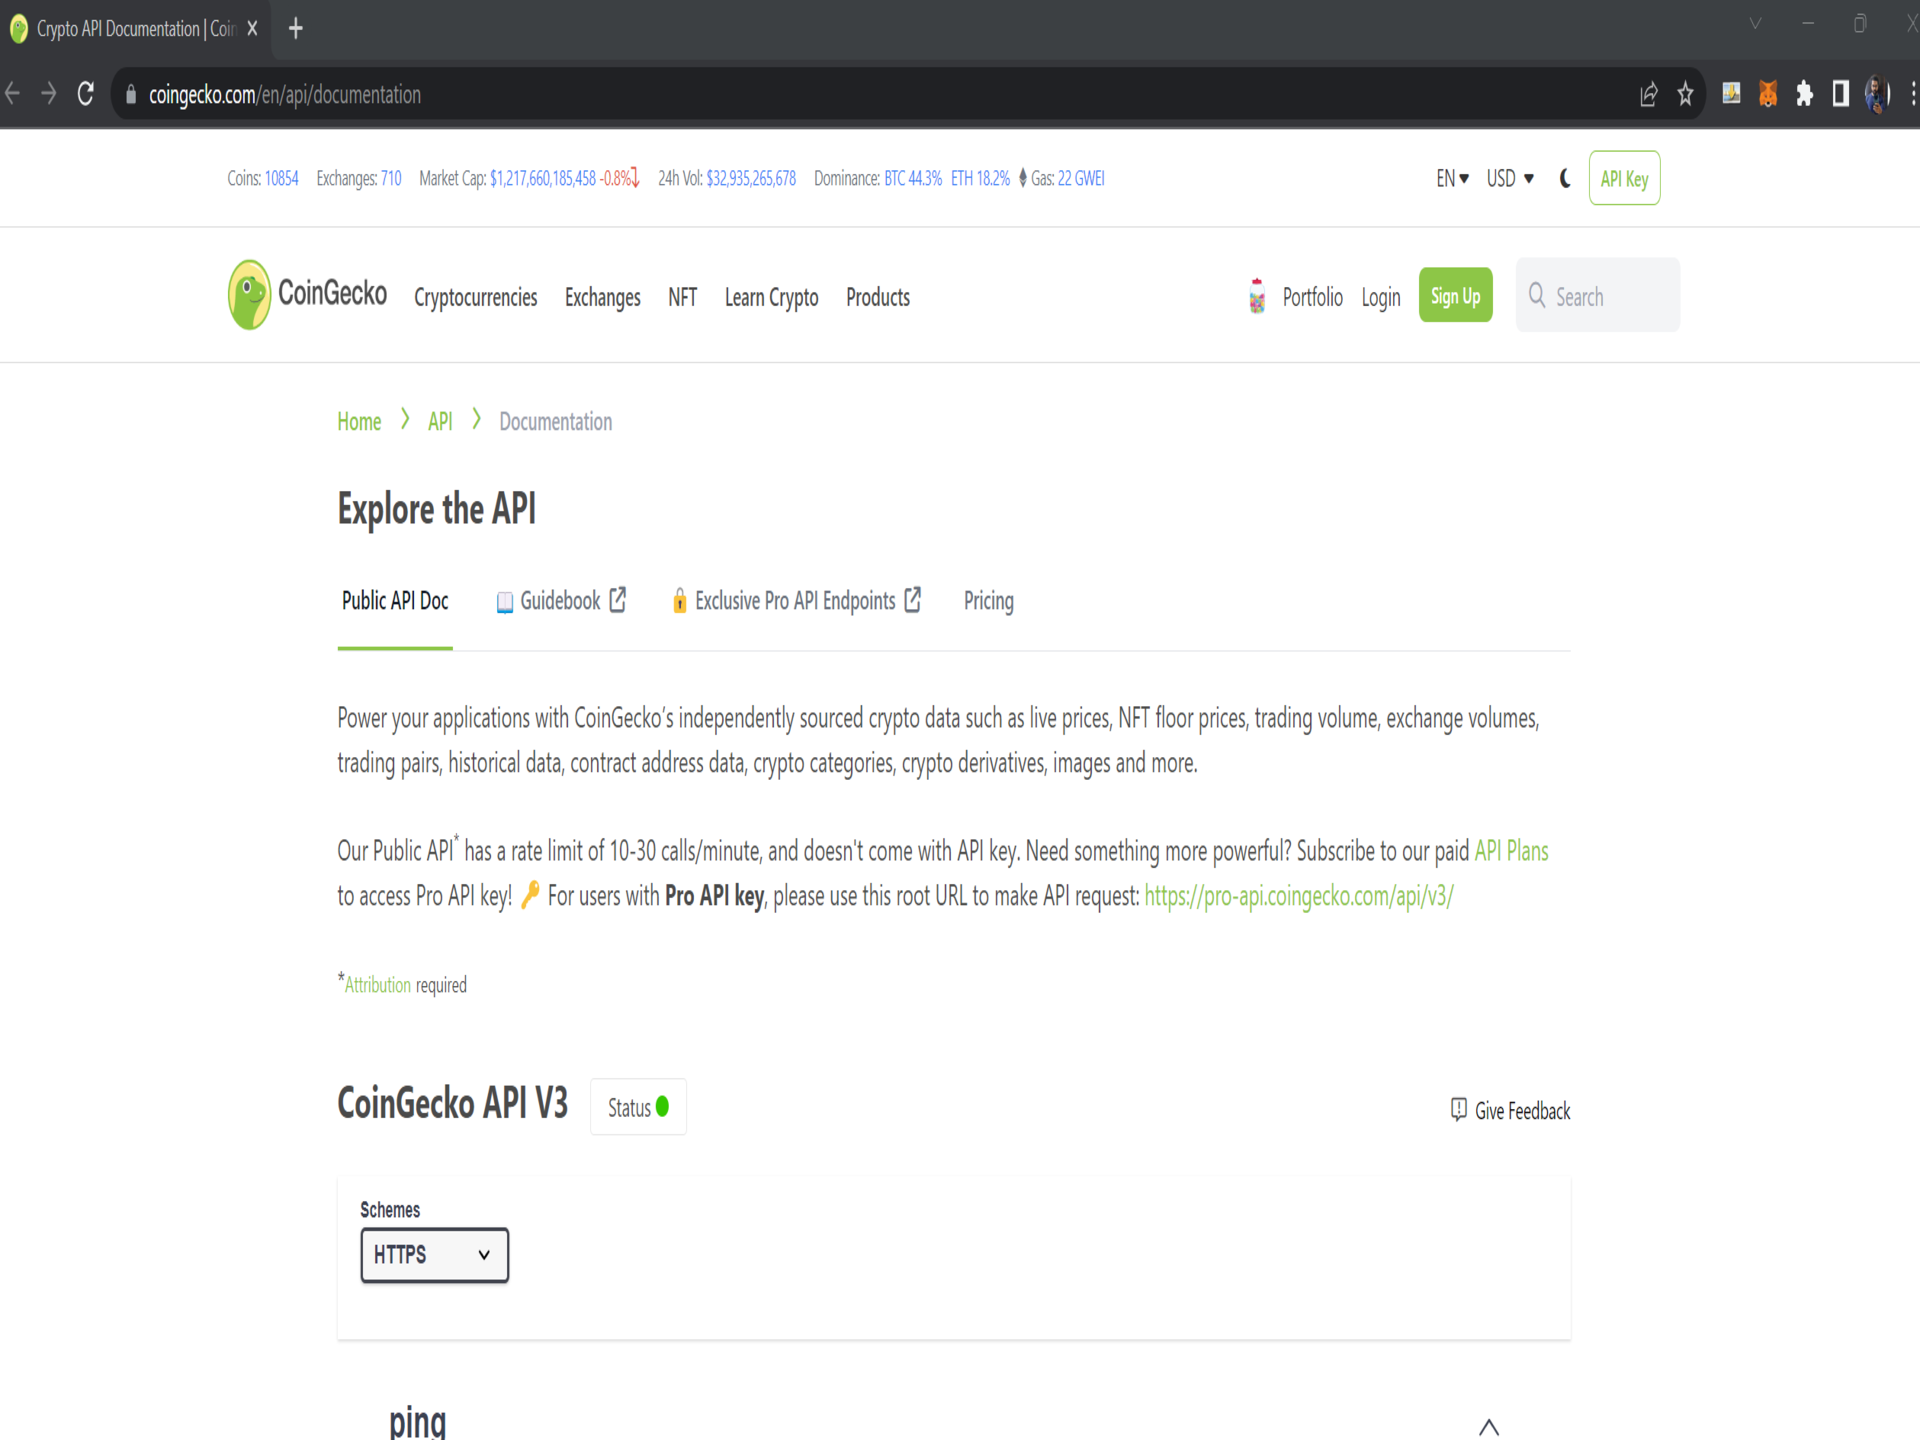 Crypto API Documentation | Coin
coingecko.com/en/api/documentation
Coins: 10854 Exchanges: 710 Market Cap: $1,217,660,185,458 -0.8% 24h Vol: $32,935,265,678 Dominance: BTC 44.3% ETH 18.2% Gas: 22 GWEI EN USD API Key
CoinGecko Cryptocurrencies Exchanges NFT Learn Crypto Products Portfolio Login Sign Up Search
Home API Documentation
Explore the API
Public API Doc Guidebook Exclusive Pro API Endpoints Pricing
Power your applications with CoinGecko’s independently sourced crypto data such as live prices, NFT floor prices, trading volume, exchange volumes,
trading pairs, historical data, contract address data, crypto categories, crypto derivatives, images and more.
Our Public API* has a rate limit of 10-30 calls/minute, and doesn't come with API key. Need something more powerful? Subscribe to our paid API Plans
to access Pro API key! 🔑 For users with Pro API key, please use this root URL to make API request: https://pro-api.coingecko.com/api/v3/
*Attribution required
CoinGecko API V3 Status Give Feedback
Schemes
HTTPS
ping